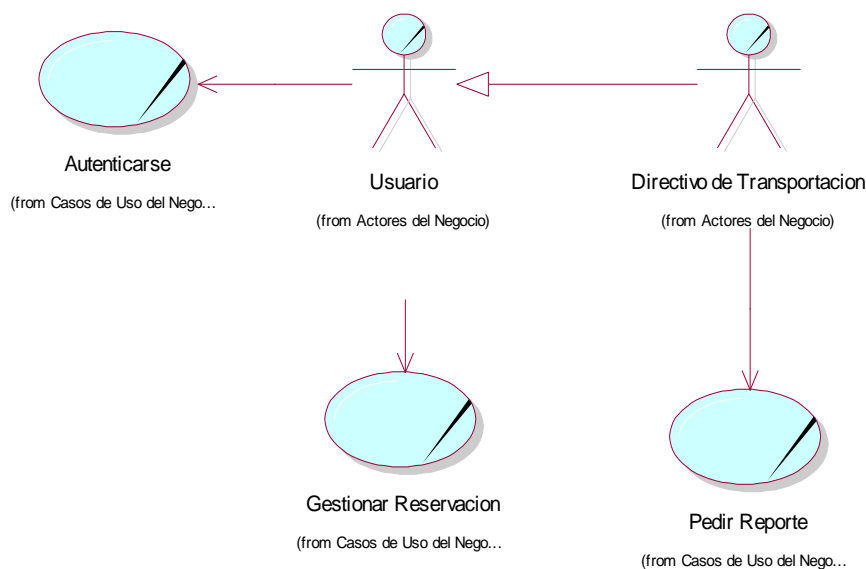 Autenticarse
(from Casos de Uso del Nego...
Usuario
(from Actores del Negocio)
Directivo de Transportacion
(from Actores del Negocio)
Gestionar Reservacion
(from Casos de Uso del Nego...
Pedir Reporte
(from Casos de Uso del Nego...